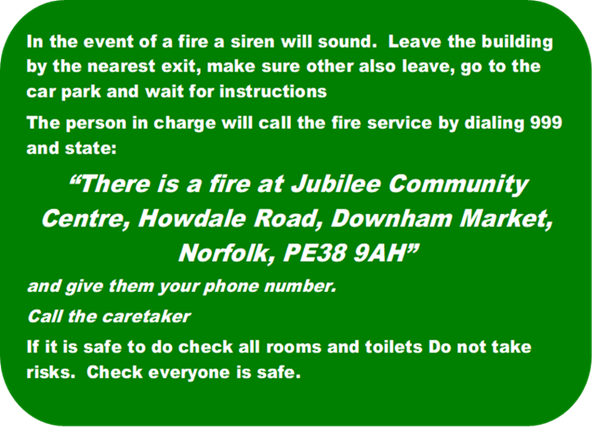 In the event of a fire a siren will sound.  Leave the building
by the nearest exit, make sure other also leave, go to the
car park and wait for instructions
The person in charge will call the fire service by dialing 999
and state:
“There is a fire at Jubilee Community
Centre, Howdale Road, Downham Market,
Norfolk, PE38 9AH”
and give them your phone number.
Call the caretaker
If it is safe to do check all rooms and toilets Do not take
risks.  Check everyone is safe.